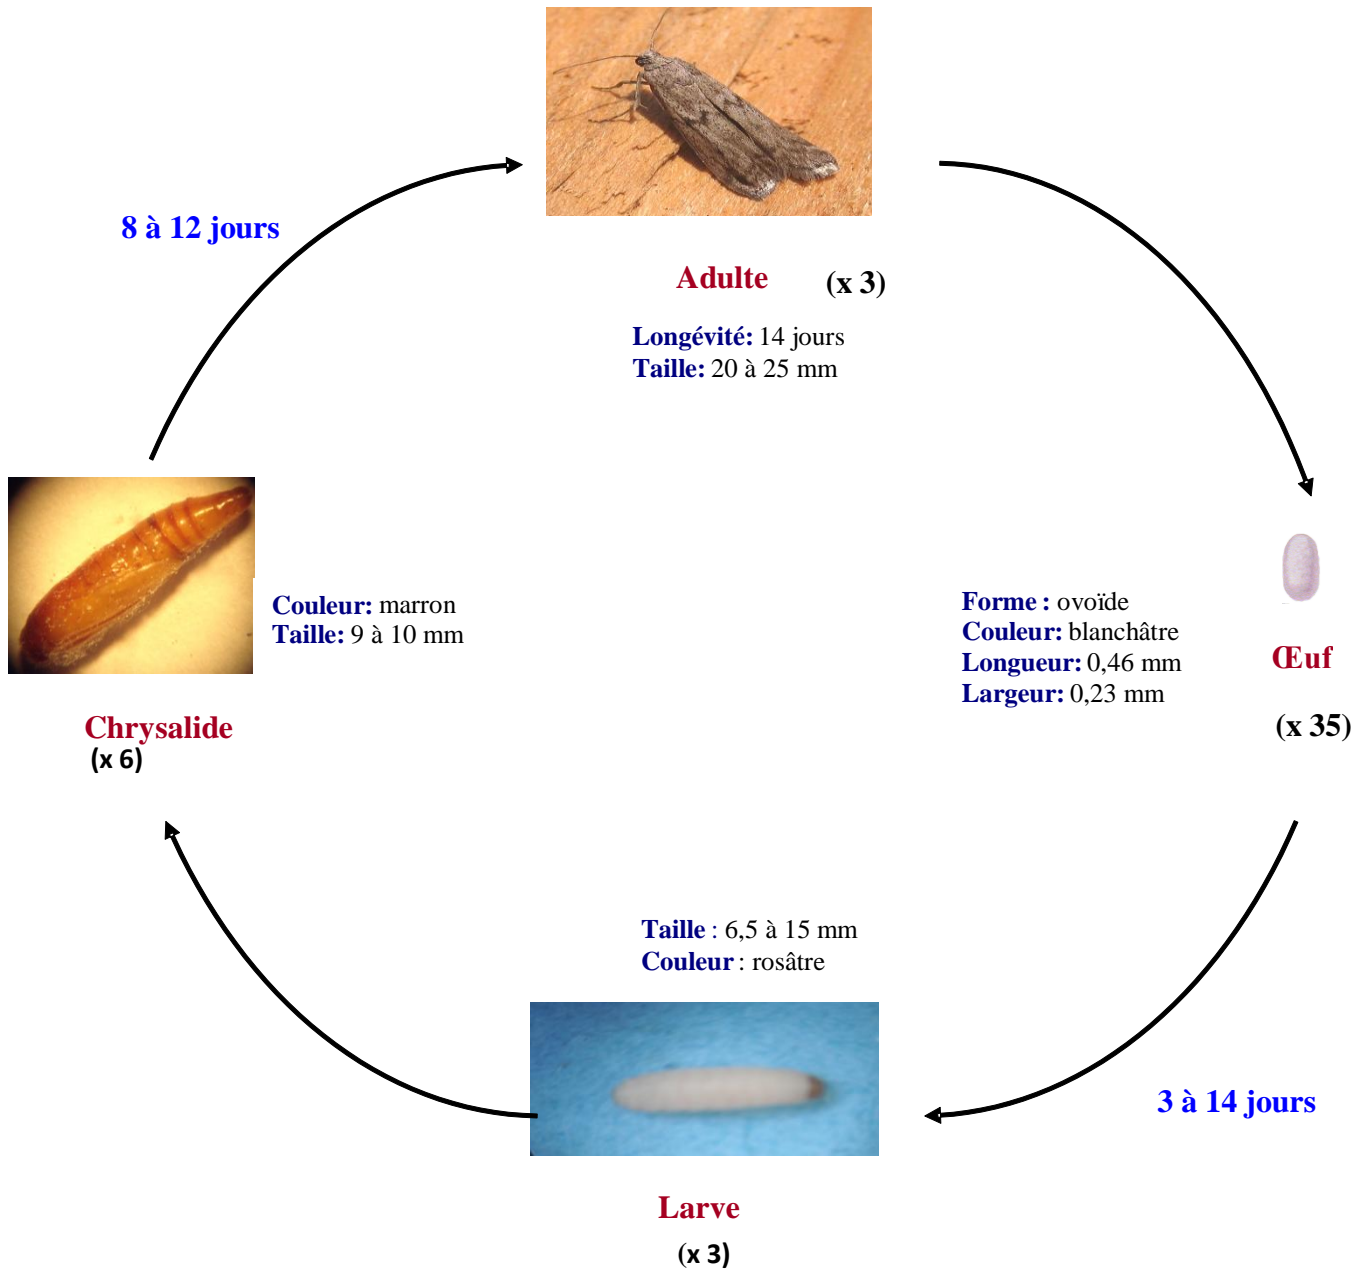 8 à 12 jours
Adulte (x 3)
Longévité: 14 jours
Taille: 20 à 25 mm
Couleur: marron
Taille: 9 à 10 mm
Chrysalide
(x 6)
Forme : ovoïde
Couleur: blanchâtre
Longueur: 0,46 mm
Largeur: 0,23 mm
Œuf
(x 35)
Taille : 6,5 à 15 mm
Couleur : rosâtre
3 à 14 jours
Larve
(x 3)